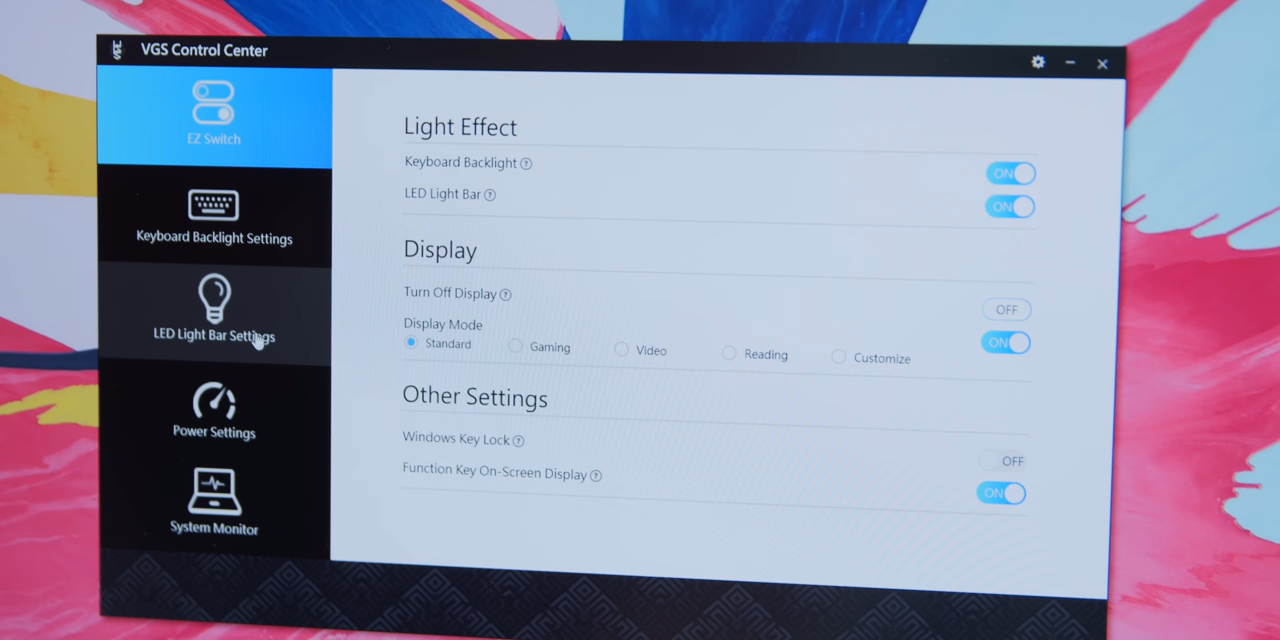 VGS Control Center
EZ Switch
Keyboard Backlight Settings
LED Light Bar Settings
Power Settings
System Monitor
Light Effect
Keyboard Backlight ?
ON
LED Light Bar ?
ON
Display
Turn Off Display ?
OFF
Display Mode
ON
Standard Gaming Video Reading Customize
Other Settings
Windows Key Lock ?
OFF
Function Key On-Screen Display ?
ON